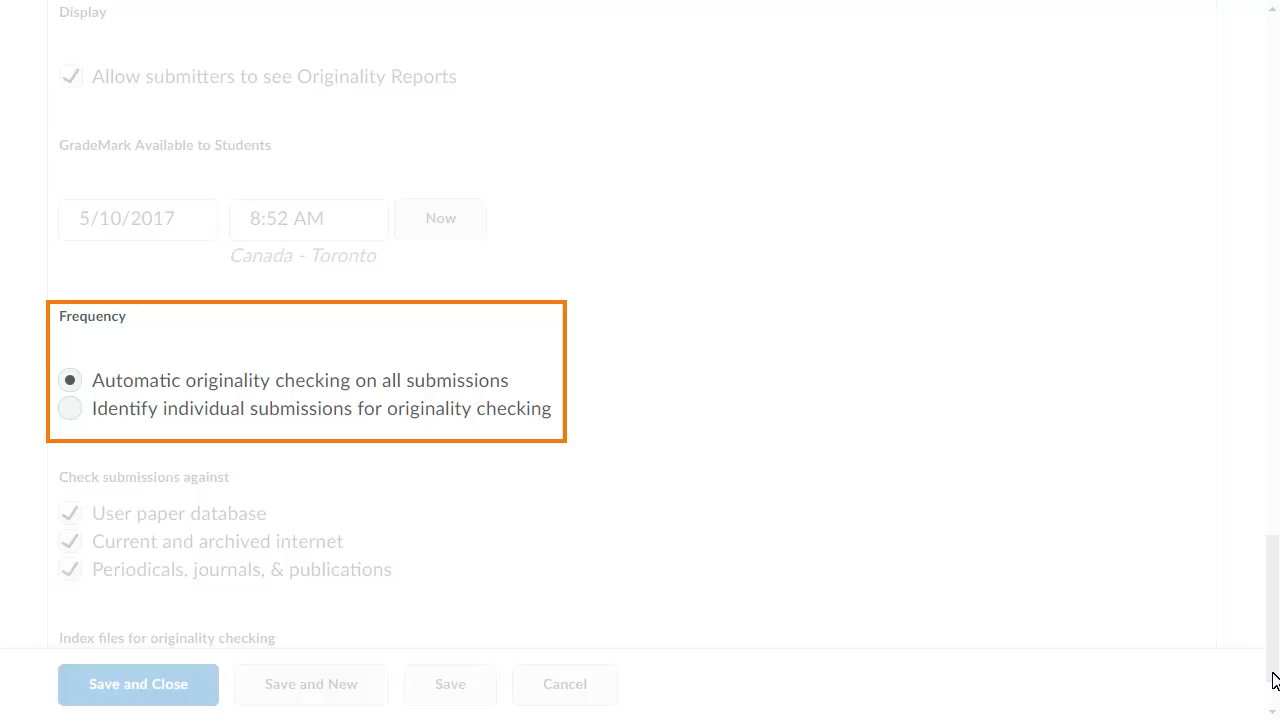 Display
Allow submitters to see Originality Reports
GradeMark Available to Students
5/10/2017 8:52 AM Now
Canada - Toronto
Frequency
Automatic originality checking on all submissions
Identify individual submissions for originality checking
Check submissions against
User paper database
Current and archived internet
Periodicals, journals, & publications
Index files for originality checking
Save and Close Save and New Save Cancel